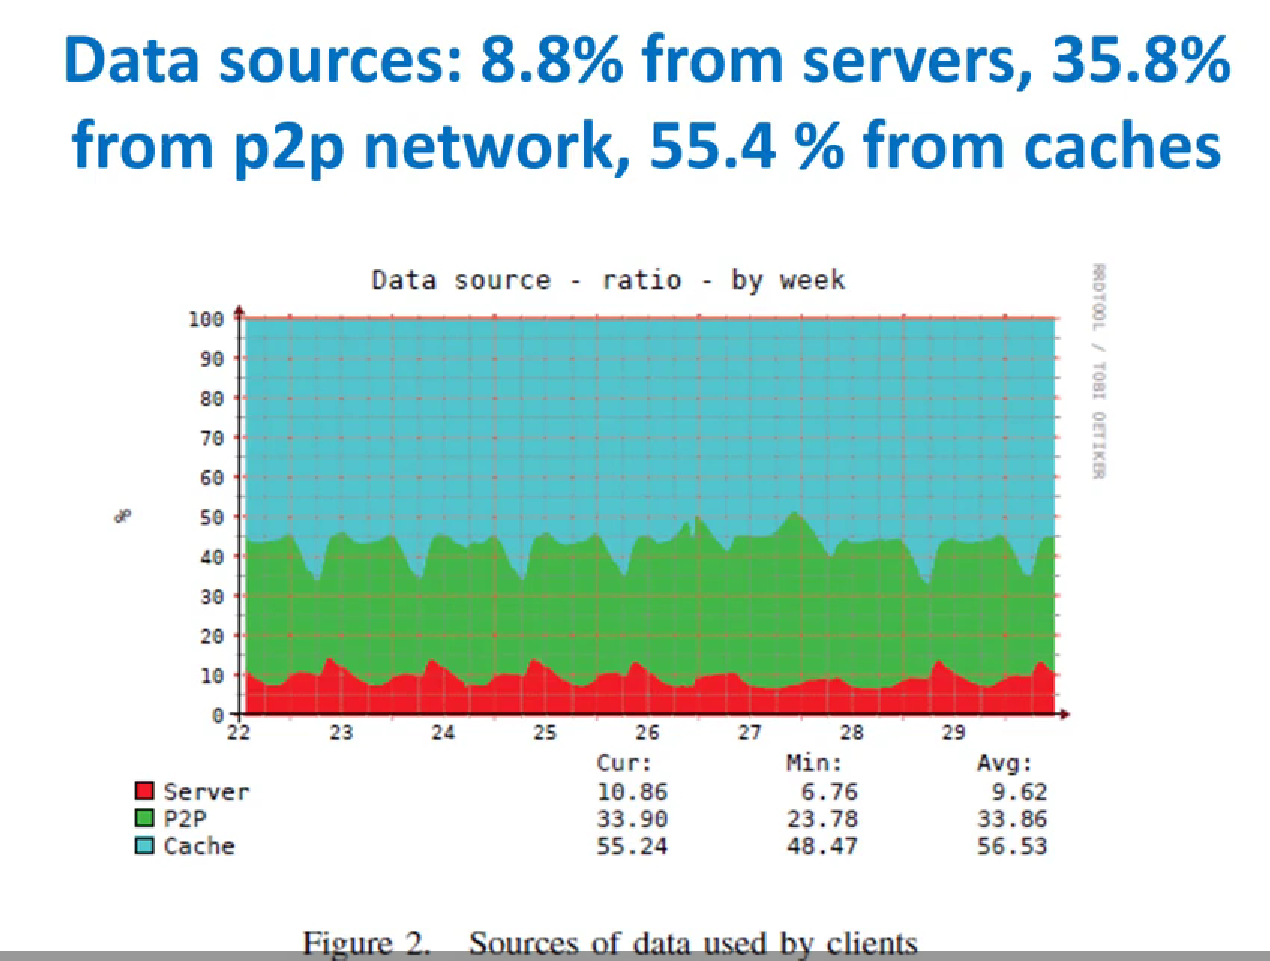 Data sources: 8.8% from servers, 35.8%
from p2p network, 55.4 % from caches
Data source - ratio - by week
RRDTOOL / TOBI OETIKER
100
90
80
70
60
50
40
30
20
10
0
%
22 23 24 25 26 27 28 29
Cur: Min: Avg:
Server 10.86 6.76 9.62
P2P 33.90 23.78 33.86
Cache 55.24 48.47 56.53
Figure 2. Sources of data used by clients